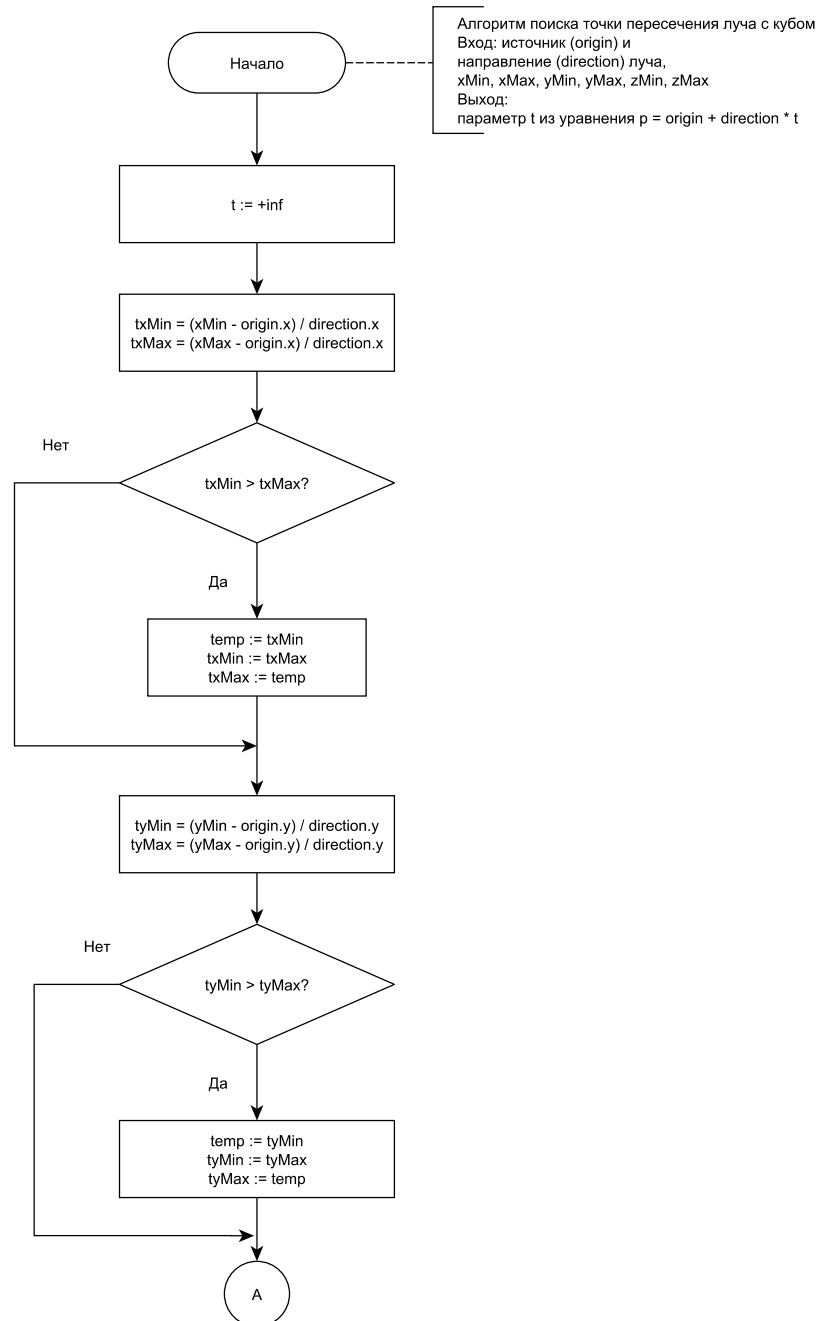 Начало
Алгоритм поиска точки пересечения луча с кубом
Вход: источник (origin) и
направление (direction) луча,
xMin, xMax, yMin, yMax, zMin, zMax
Выход:
параметр t из уравнения p = origin + direction * t
t := +inf
txMin = (xMin - origin.x) / direction.x
txMax = (xMax - origin.x) / direction.x
Нет
txMin > txMax?
Да
temp := txMin
txMin := txMax
txMax := temp
tyMin = (yMin - origin.y) / direction.y
tyMax = (yMax - origin.y) / direction.y
Нет
tyMin > tyMax?
Да
temp := tyMin
tyMin := tyMax
tyMax := temp
A